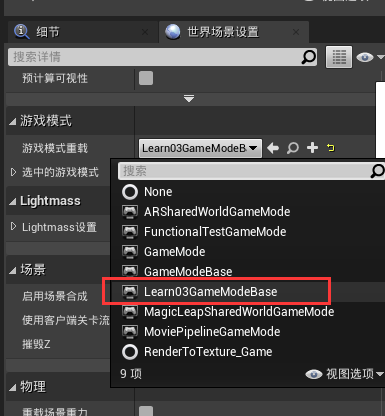 细节
世界场景设置
搜索详情
预计算可视性
游戏模式
游戏模式重载
Learn03GameModeB
选中的游戏模式
搜索
None
ARSharedWorldGameMode
FunctionalTestGameMode
GameMode
GameModeBase
Learn03GameModeBase
MagicLeapSharedWorldGameMode
MoviePipelineGameMode
RenderToTexture_Game
9 项
视图选项
Lightmass
Lightmass设置
场景
启用场景合成
使用客户端关卡流
摧毁Z
物理
重载场景重力